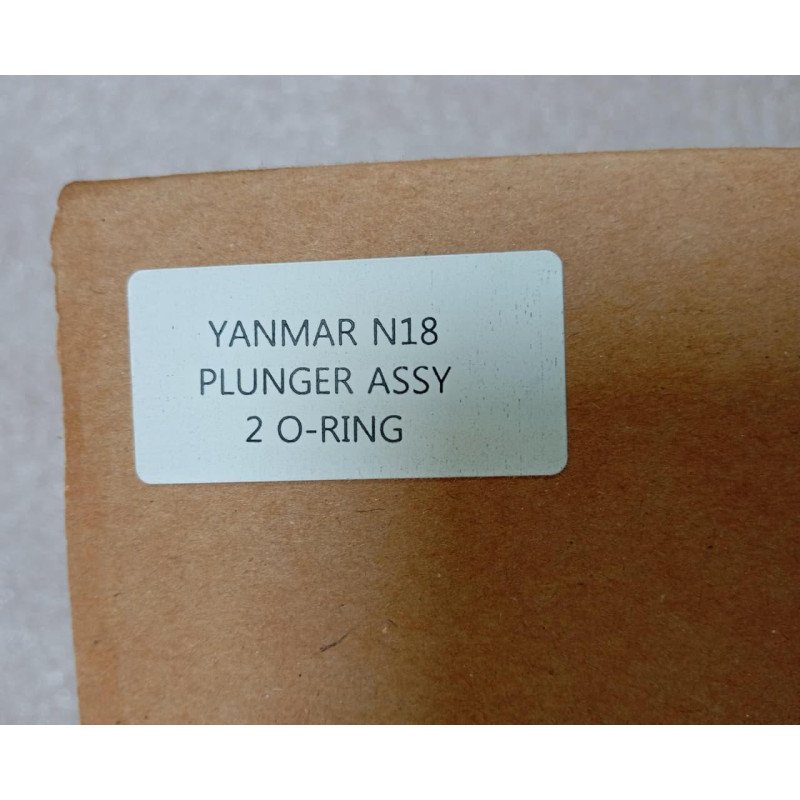 YANMAR N18
PLUNGER ASSY
2 O-RING